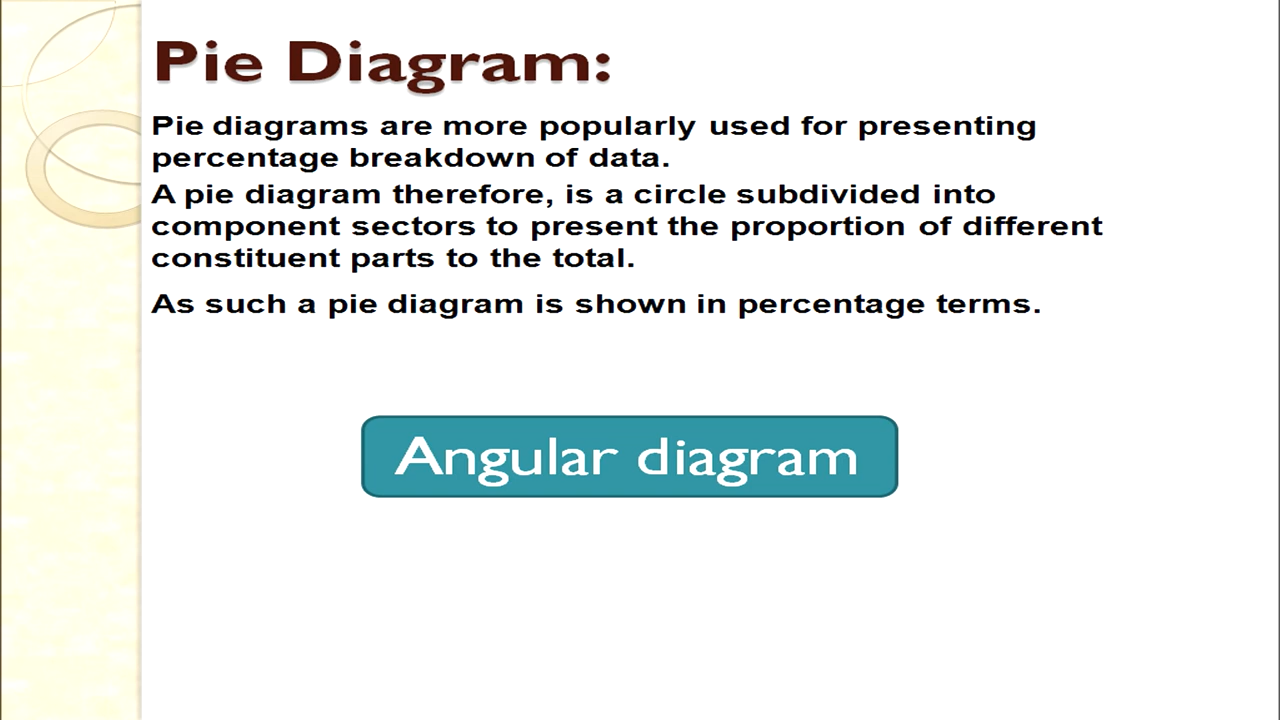 Pie Diagram:
Pie diagrams are more popularly used for presenting
percentage breakdown of data.
A pie diagram therefore, is a circle subdivided into
component sectors to present the proportion of different
constituent parts to the total.
As such a pie diagram is shown in percentage terms.
Angular diagram